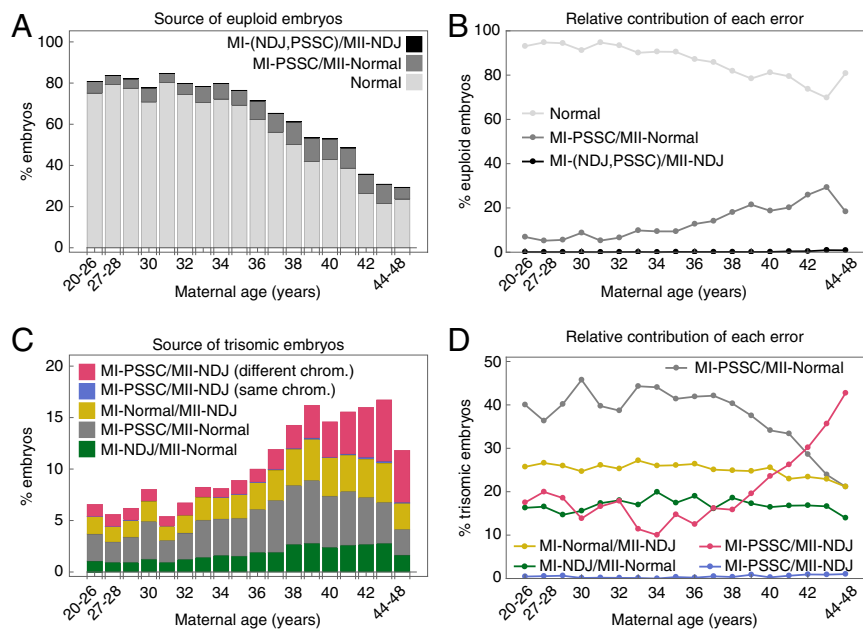 A
Source of euploid embryos
MI-(NDJ,PSSC)/MII-NDJ
MI-PSSC/MII-Normal
Normal
% embryos
100
80
60
40
20
0
20-26
27-28
30
32
34
36
38
40
42
44-48
Maternal age (years)
B
Relative contribution of each error
% euploid embryos
100
80
60
40
20
0
Normal
MI-PSSC/MII-Normal
MI-(NDJ,PSSC)/MII-NDJ
20-26
27-28
30
32
34
36
38
40
42
44-48
Maternal age (years)
C
Source of trisomic embryos
MI-PSSC/MII-NDJ (different chrom.)
MI-PSSC/MII-NDJ (same chrom.)
MI-Normal/MII-NDJ
MI-PSSC/MII-Normal
MI-NDJ/MII-Normal
% embryos
20
15
10
5
0
20-26
27-28
30
32
34
36
38
40
42
44-48
Maternal age (years)
D
Relative contribution of each error
% trisomic embryos
50
40
30
20
10
0
MI-PSSC/MII-Normal
MI-Normal/MII-NDJ
MI-PSSC/MII-NDJ
MI-NDJ/MII-Normal
MI-PSSC/MII-NDJ
20-26
27-28
30
32
34
36
38
40
42
44-48
Maternal age (years)